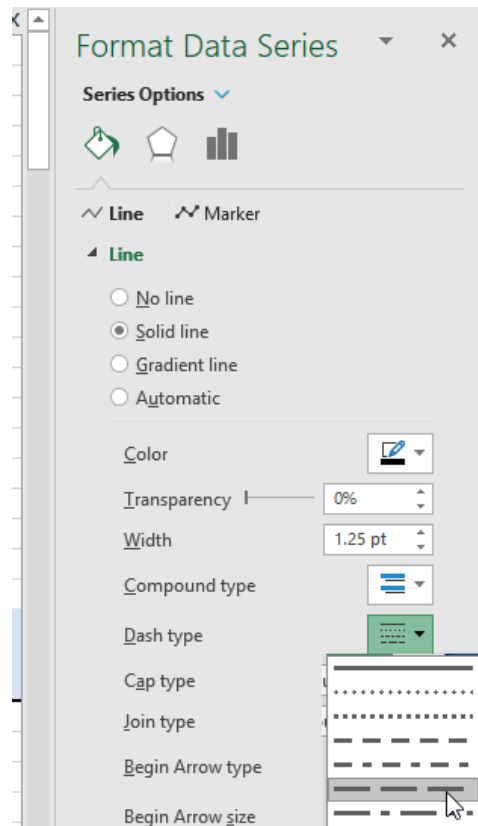 X
Format Data Series
Series Options
Line Marker
Line
No line
Solid line
Gradient line
Automatic
Color
Transparency 0%
Width 1.25 pt
Compound type
Dash type
Cap type
Join type
Begin Arrow type
Begin Arrow size